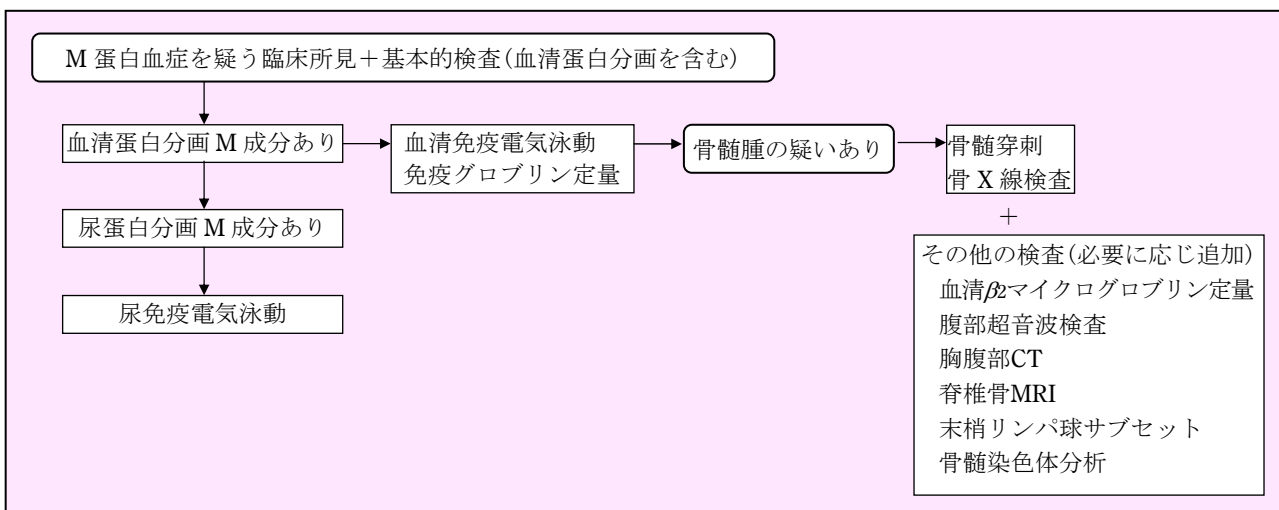 M 蛋白血症を疑う臨床所見＋基本的検査(血清蛋白分画を含む)
血清蛋白分画 M 成分あり
血清免疫電気泳動
免疫グロブリン定量
骨髄腫の疑いあり
骨髄穿刺
骨 X 線検査
＋
尿蛋白分画 M 成分あり
尿免疫電気泳動
その他の検査(必要に応じ追加)
血清β2マイクログロブリン定量
腹部超音波検査
胸腹部CT
脊椎骨MRI
末梢リンパ球サブセット
骨髄染色体分析